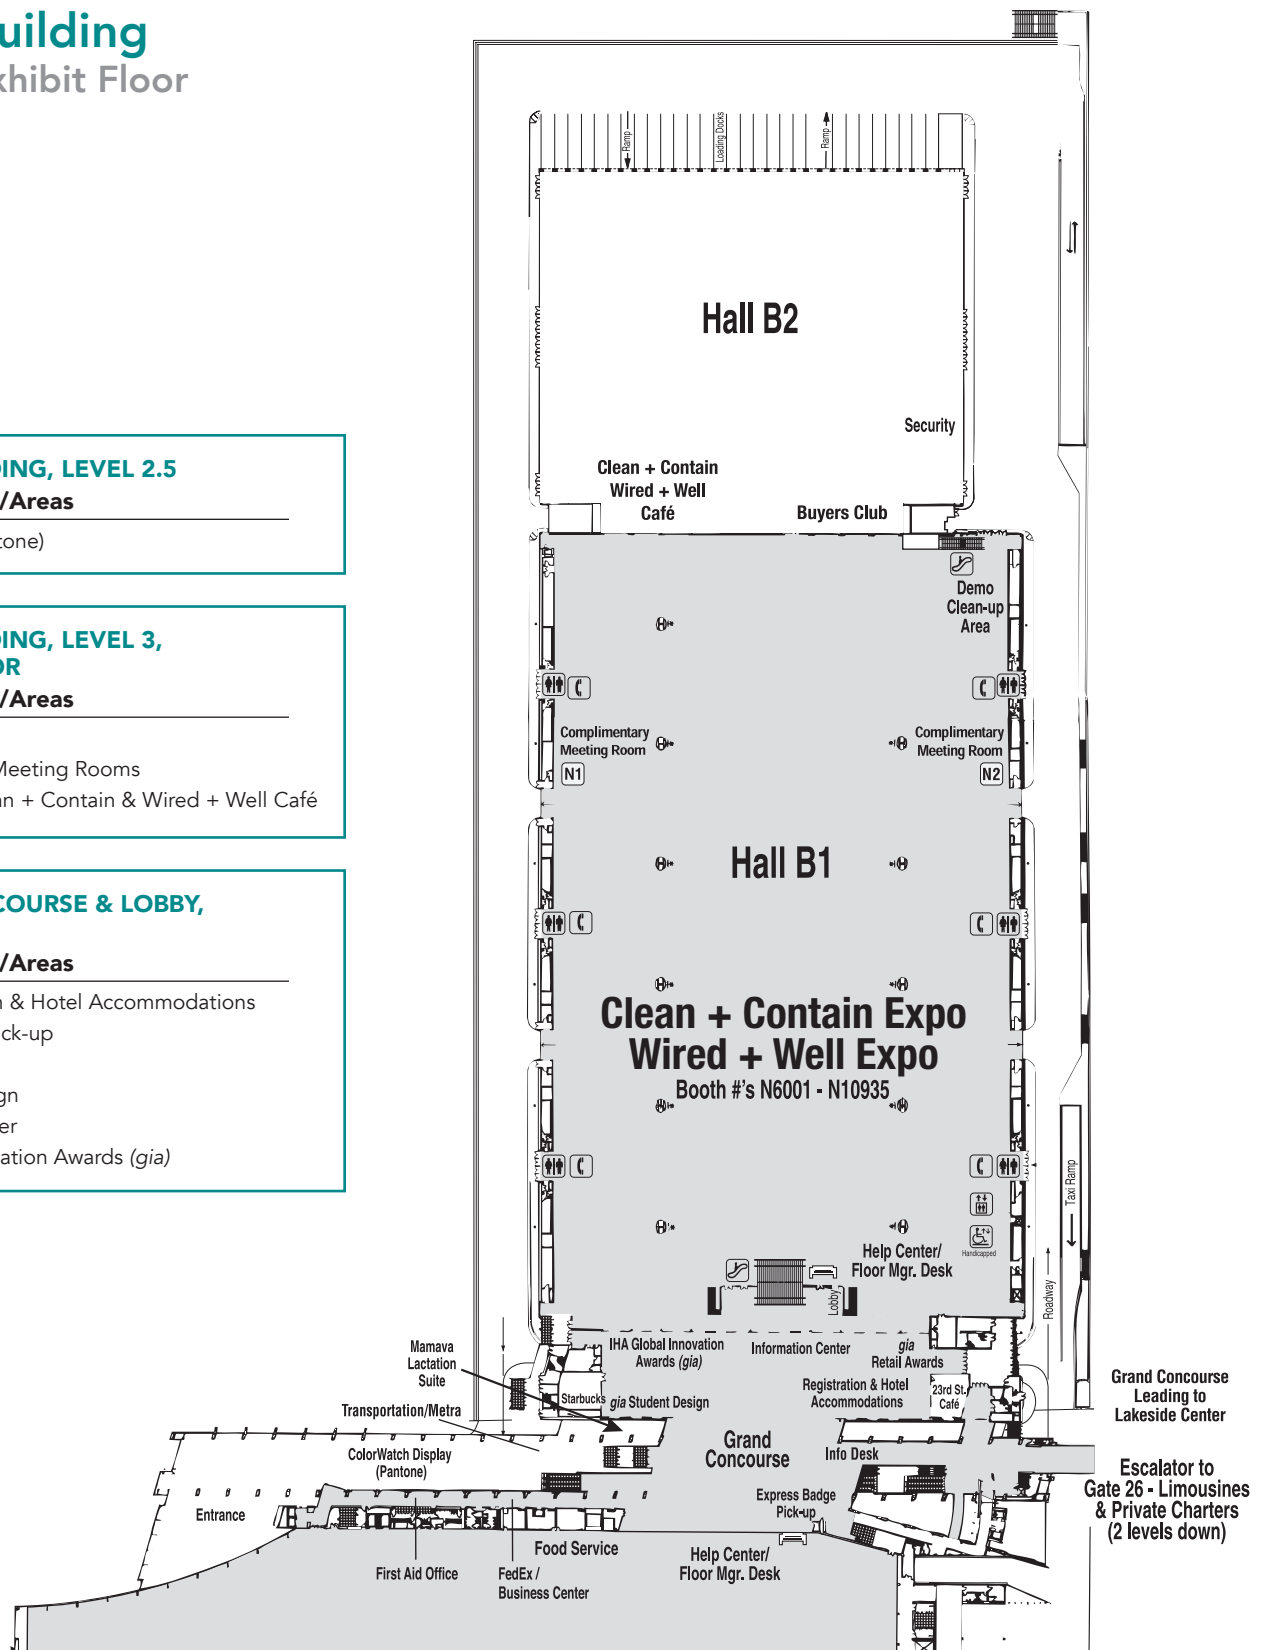 uilding
xhibit Floor
DING, LEVEL 2.5
/Areas
tone)
DING, LEVEL 3,
OR
/Areas
Meeting Rooms
an + Contain & Wired + Well Café
COURSE & LOBBY,
/Areas
n & Hotel Accommodations
ick-up
gn
er
ation Awards (gia)
Ramp
Loading Docks
Ramp
Hall B2
Security
Clean + Contain
Wired + Well
Café
Buyers Club
Demo
Clean-up
Area
Complimentary
Meeting Room
N1
Complimentary
Meeting Room
N2
Hall B1
Clean + Contain Expo
Wired + Well Expo
Booth #'s N6001 - N10935
Taxi Ramp
Handicapped
Help Center/
Floor Mgr. Desk
Lobby
Roadway
IHA Global Innovation
Awards (gia)
Information Center
gia
Retail Awards
Mamava
Lactation
Suite
Starbucks
gia Student Design
Registration & Hotel
Accommodations
23rd St.
Café
Grand Concourse
Leading to
Lakeside Center
Transportation/Metra
ColorWatch Display
(Pantone)
Grand
Concourse
Info Desk
Escalator to
Gate 26 - Limousines
& Private Charters
(2 levels down)
Entrance
Express Badge
Pick-up
Food Service
First Aid Office
FedEx /
Business Center
Help Center/
Floor Mgr. Desk